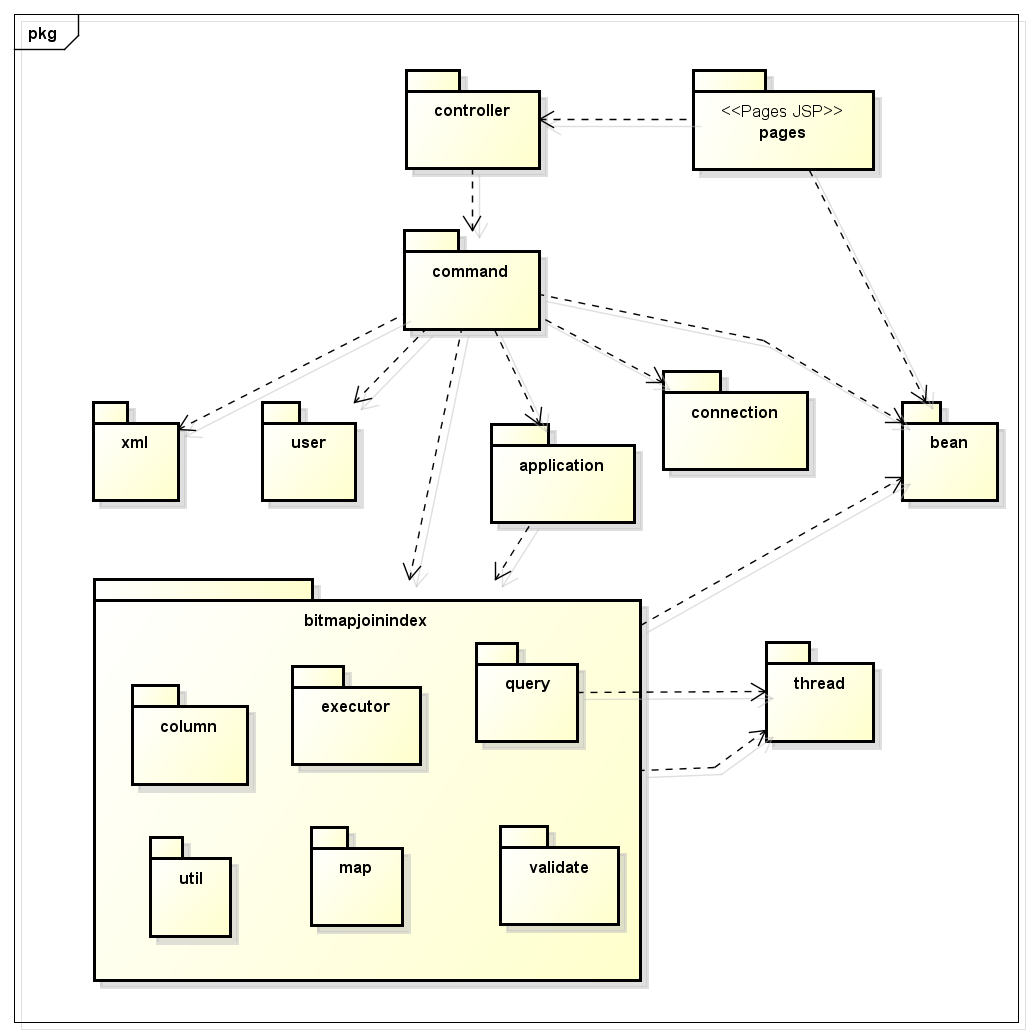 pkg
controller
<<Pages JSP>>
pages
command
xml
user
application
connection
bean
bitmapjoinindex
column
executor
query
thread
util
map
validate